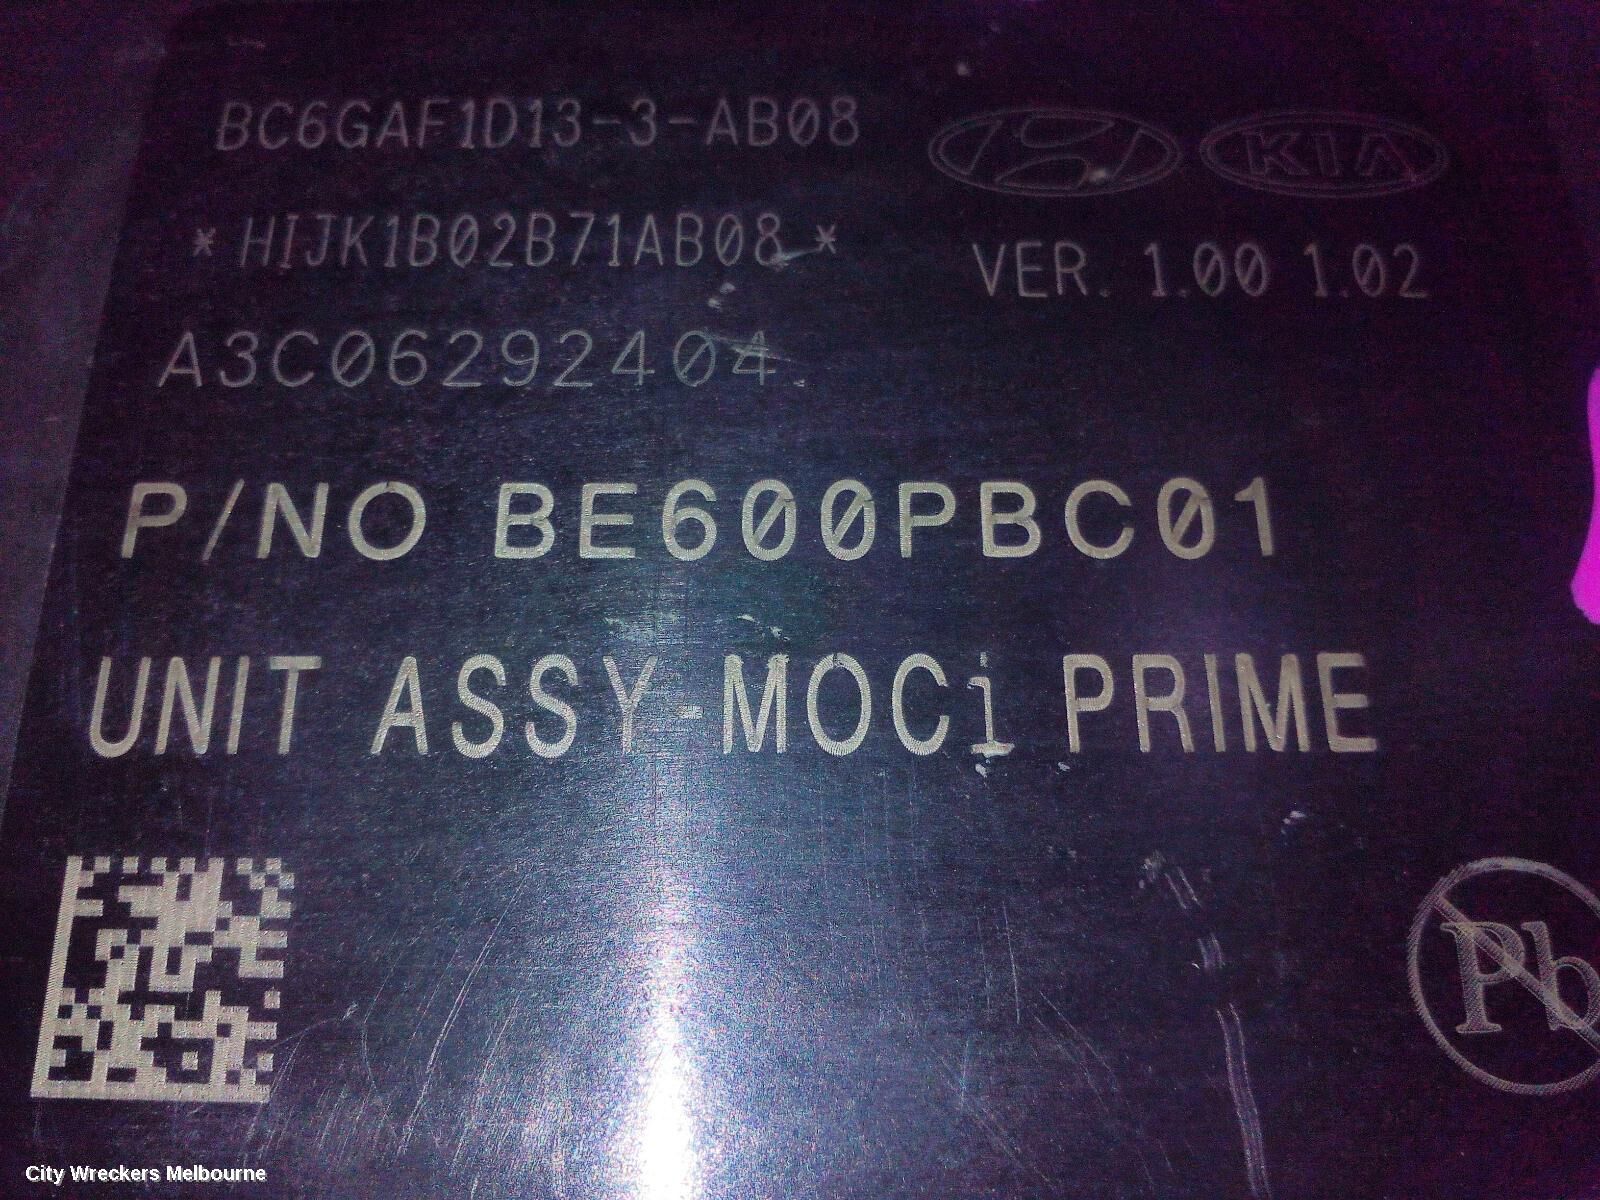 BC6GAF1D13-3-AB08
KIA
*HIJK1B02B71AB08*
VER. 1.00 1.02
A3C06292404
P/NO BE600PBC01
UNIT ASSY-MOCi PRIME
Pb
City Wreckers Melbourne